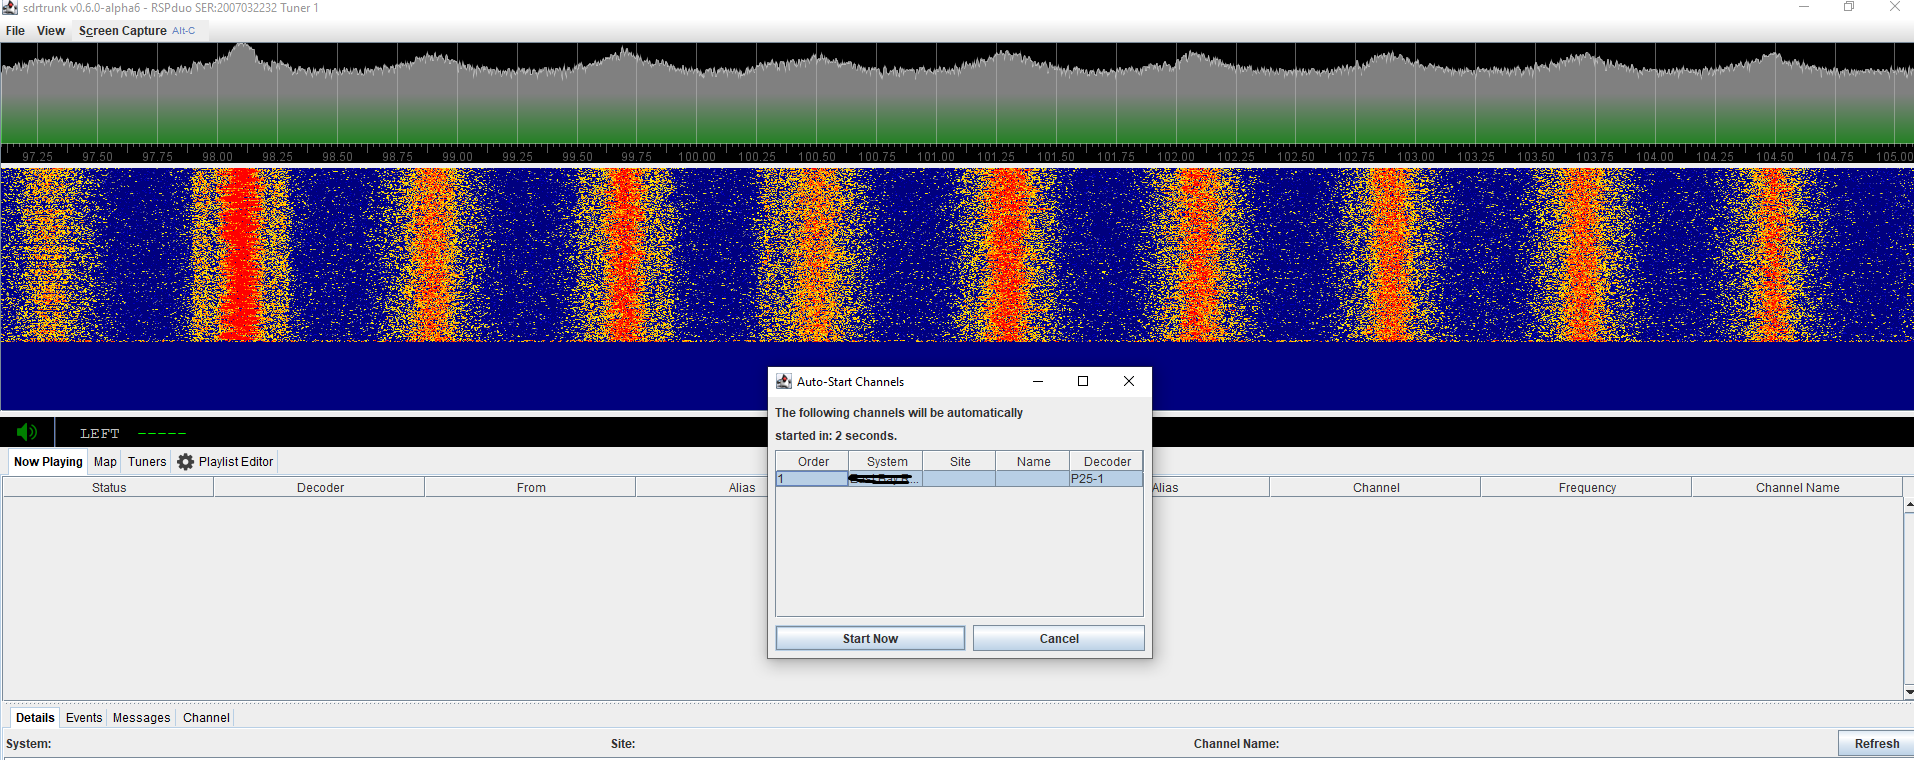 sdrtrunk v0.6.0-alpha6 - RSPduo SER:2007032232 Tuner 1
File View Screen Capture Alt-C
97.25 97.50 97.75 98.00 98.25 98.50 98.75 99.00 99.25 99.50 99.75 100.00 100.25 100.50 100.75 101.00 101.25 101.50 101.75 102.00 102.25 102.50 102.75 103.00 103.25 103.50 103.75 104.00 104.25 104.50 104.75 105.00
Auto-Start Channels
The following channels will be automatically
started in: 2 seconds.
Order System Site Name Decoder
1 P25-1
Start Now Cancel
LEFT -----
Now Playing Map Tuners Playlist Editor
Status Decoder From Alias Alias Channel Frequency Channel Name
Details Events Messages Channel
System: Site: Channel Name: Refresh